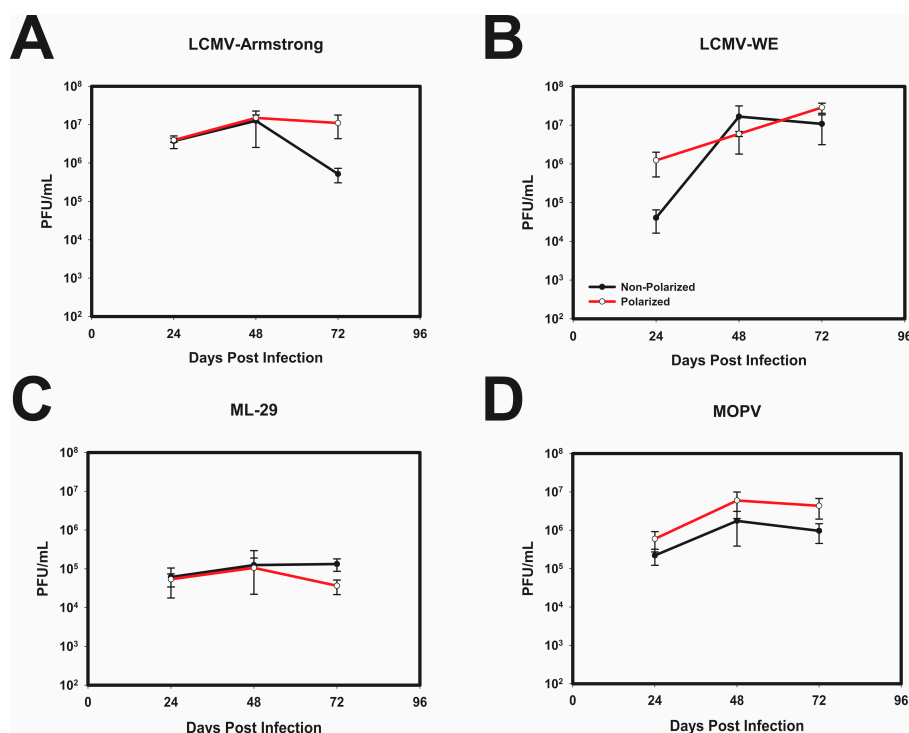 A
LCMV-Armstrong
PFU/mL
10⁸
10⁷
10⁶
10⁵
10⁴
10³
10²
0 24 48 72 96
Days Post Infection
B
LCMV-WE
PFU/mL
10⁸
10⁷
10⁶
10⁵
10⁴
10³
10²
Non-Polarized
Polarized
0 24 48 72 96
Days Post Infection
C
ML-29
PFU/mL
10⁸
10⁷
10⁶
10⁵
10⁴
10³
10²
0 24 48 72 96
Days Post Infection
D
MOPV
PFU/mL
10⁸
10⁷
10⁶
10⁵
10⁴
10³
10²
0 24 48 72 96
Days Post Infection